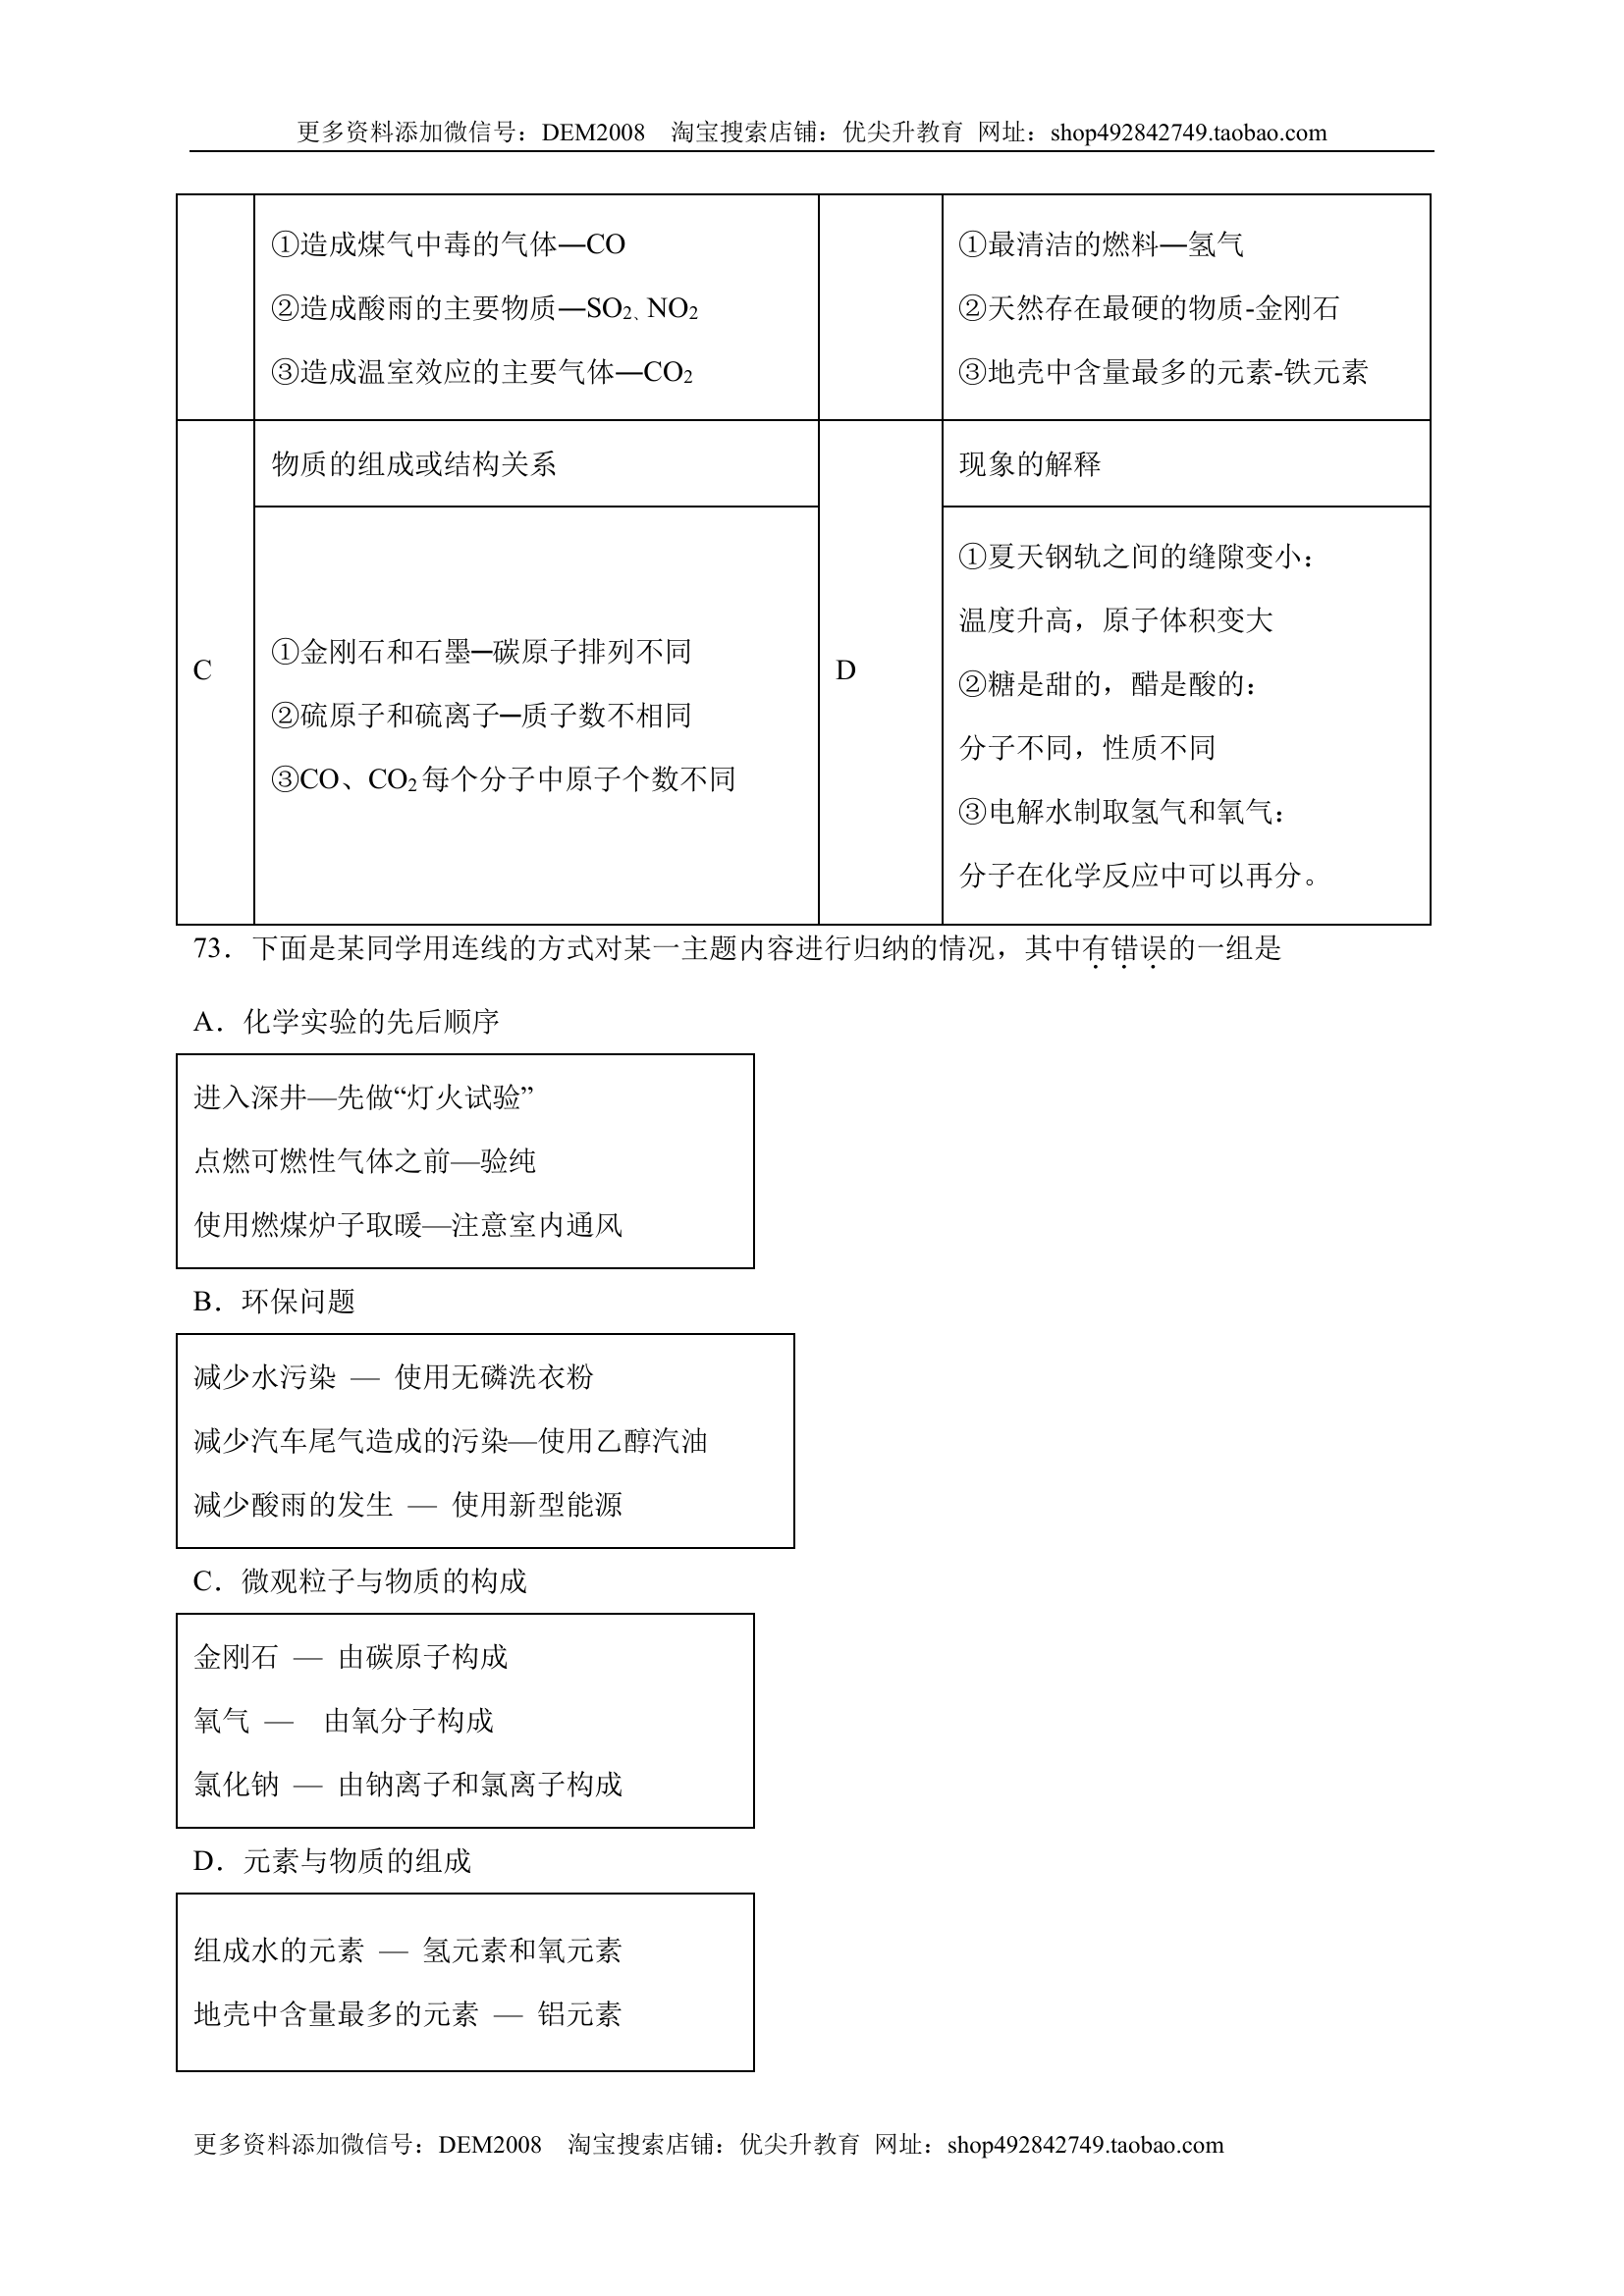 更多资料添加微信号：DEM2008 淘宝搜索店铺：优尖升教育 网址：shop492842749.taobao.com
①造成煤气中毒的气体—CO
②造成酸雨的主要物质—SO2、NO2
③造成温室效应的主要气体—CO2
①最清洁的燃料—氢气
②天然存在最硬的物质-金刚石
③地壳中含量最多的元素-铁元素
C
物质的组成或结构关系
①金刚石和石墨—碳原子排列不同
②硫原子和硫离子—质子数不相同
③CO、CO2每个分子中原子个数不同
D
现象的解释
①夏天钢轨之间的缝隙变小：
温度升高，原子体积变大
②糖是甜的，醋是酸的：
分子不同，性质不同
③电解水制取氢气和氧气：
分子在化学反应中可以再分。
73．下面是某同学用连线的方式对某一主题内容进行归纳的情况，其中有错误的一组是
A．化学实验的先后顺序
进入深井—先做“灯火试验”
点燃可燃性气体之前—验纯
使用燃煤炉子取暖—注意室内通风
B．环保问题
减少水污染 — 使用无磷洗衣粉
减少汽车尾气造成的污染—使用乙醇汽油
减少酸雨的发生 — 使用新型能源
C．微观粒子与物质的构成
金刚石 — 由碳原子构成
氧气 — 由氧分子构成
氯化钠 — 由钠离子和氯离子构成
D．元素与物质的组成
组成水的元素 — 氢元素和氧元素
地壳中含量最多的元素 — 铝元素
更多资料添加微信号：DEM2008 淘宝搜索店铺：优尖升教育 网址：shop492842749.taobao.com